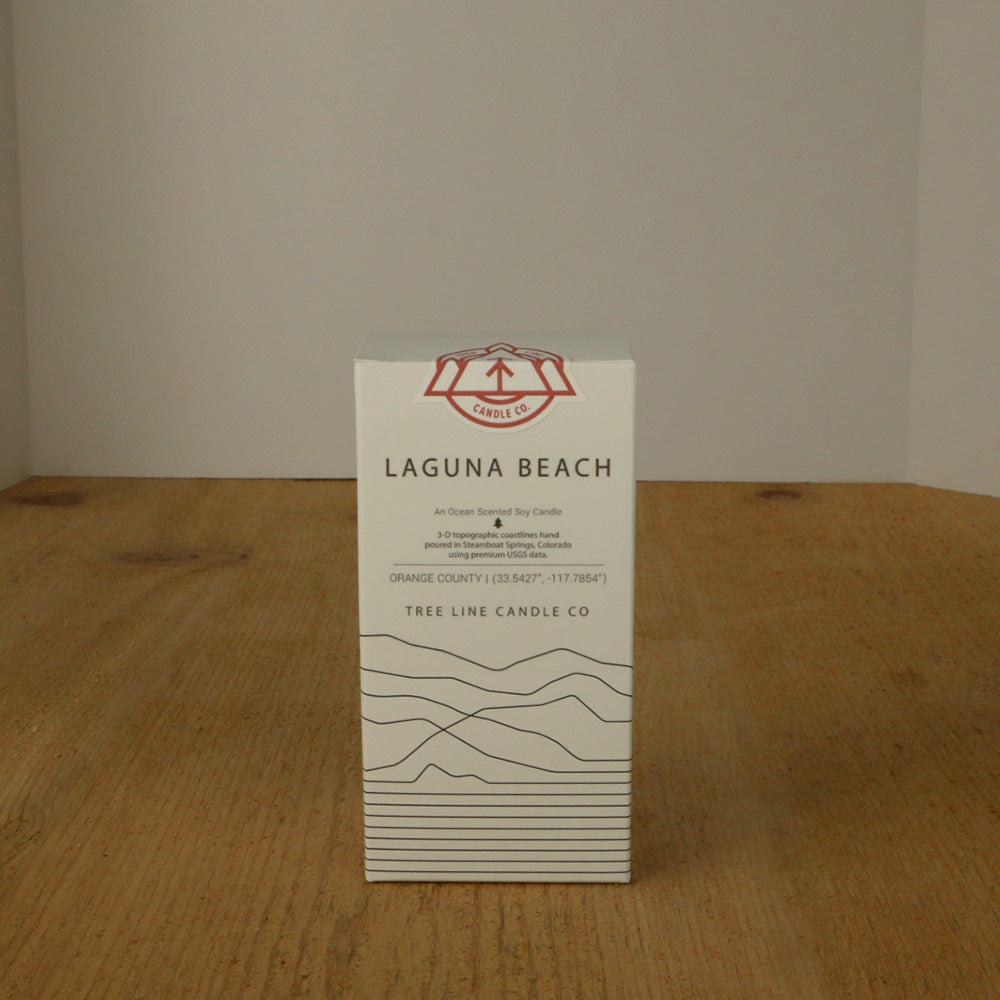 CANDLE CO.
LAGUNA BEACH
An Ocean Scented Soy Candle
3-D topographic coastlines hand
poured in Steamboat Springs, Colorado
using premium USGS data.
ORANGE COUNTY | (33.5427°, -117.7854°)
TREE LINE CANDLE CO